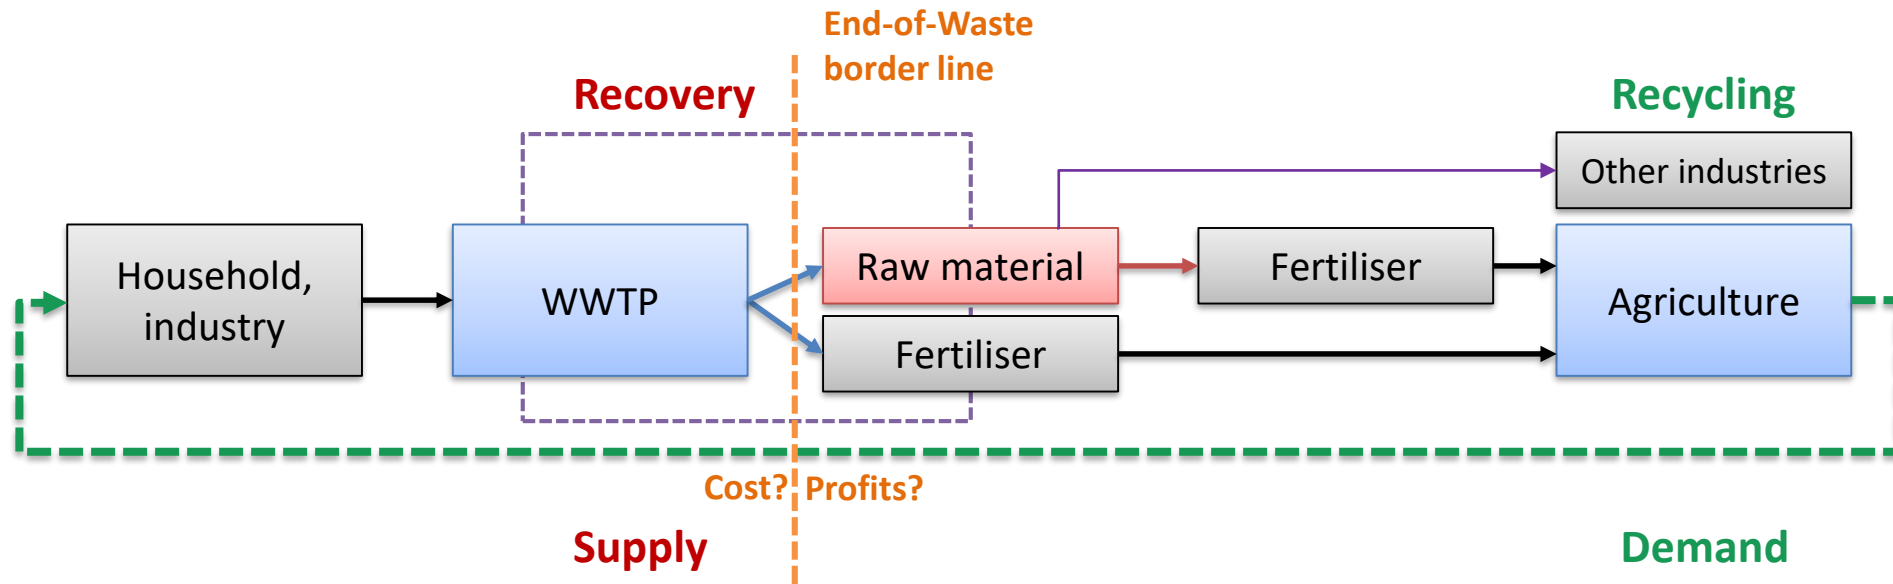 End-of-Waste
border line
Recovery
Recycling
Other industries
Household,
industry
WWTP
Raw material
Fertiliser
Agriculture
Fertiliser
Cost? Profits?
Supply
Demand